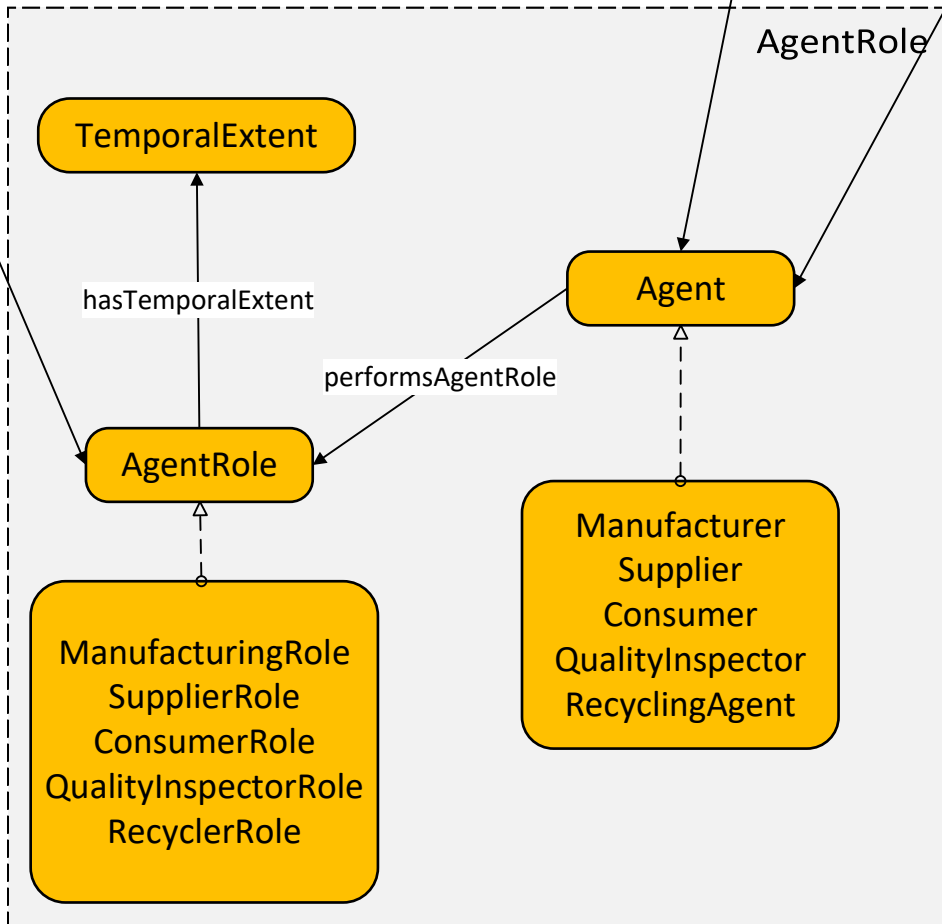 AgentRole
TemporalExtent
Agent
hasTemporalExtent
performsAgentRole
AgentRole
Manufacturer
Supplier
Consumer
QualityInspector
RecyclingAgent
ManufacturingRole
SupplierRole
ConsumerRole
QualityInspectorRole
RecyclerRole